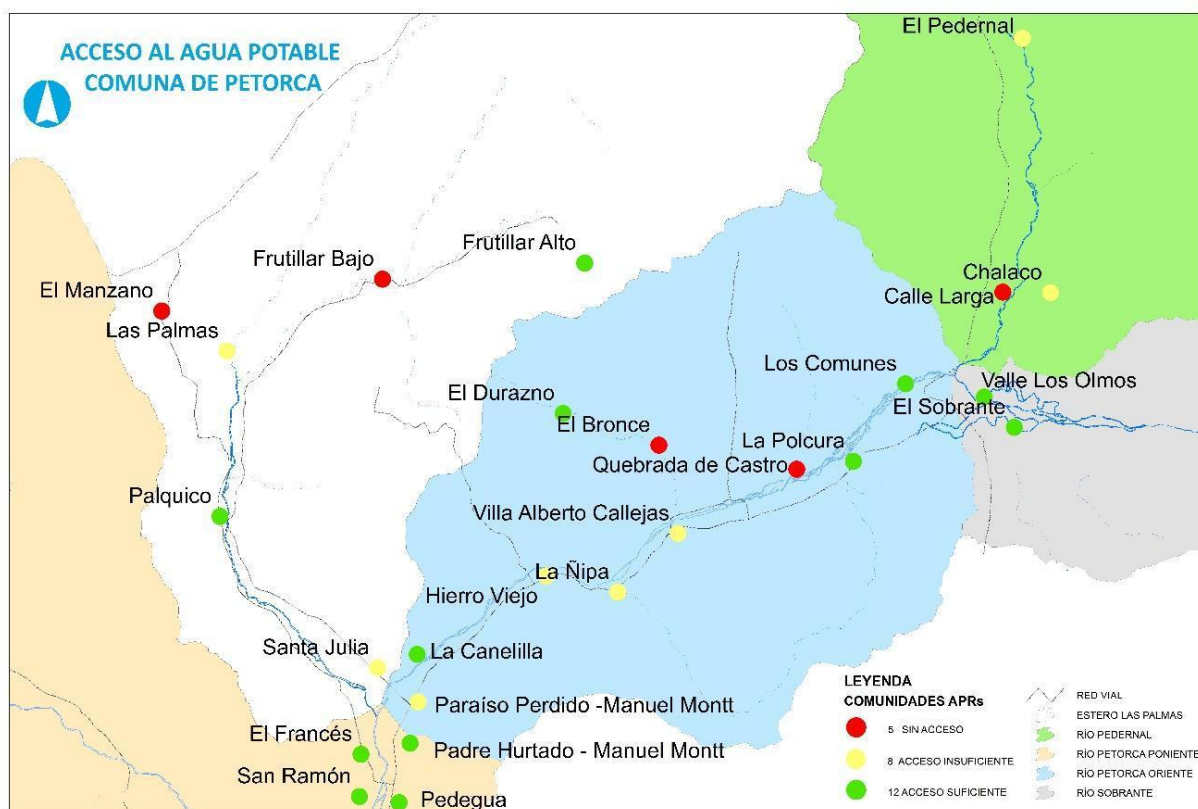 ACCESO AL AGUA POTABLE
COMUNA DE PETORCA
El Pedernal
Frutillar Alto
Frutillar Bajo
Chalaco
Calle Larga
El Manzano
Las Palmas
Los Comunes
Valle Los Olmos
El Durazno
El Sobrante
El Bronce
La Polcura
Quebrada de Castro
Palquico
Villa Alberto Callejas
La Ñipa
Hierro Viejo
Santa Julia
La Canelilla
Paraíso Perdido -Manuel Montt
El Francés
Padre Hurtado - Manuel Montt
San Ramón
Pedegua
LEYENDA
COMUNIDADES APRs
5 SIN ACCESO
8 ACCESO INSUFICIENTE
12 ACCESO SUFICIENTE
RED VIAL
ESTERO LAS PALMAS
RÍO PEDERNAL
RÍO PETORCA PONIENTE
RÍO PETORCA ORIENTE
RÍO SOBRANTE